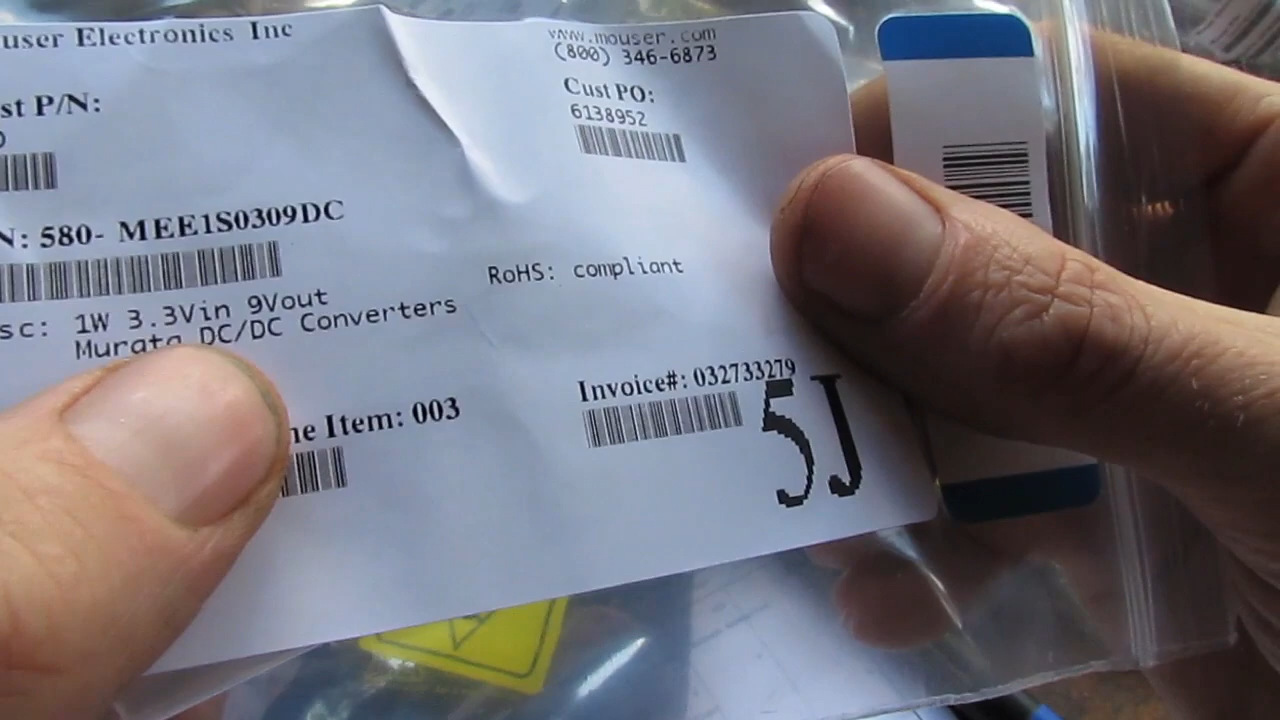 user Electronics Inc
www.mouser.com
(800) 346-6873
st P/N:
Cust PO:
6138952
N: 580- MEE1S0309DC
RoHS: compliant
sc: 1W 3.3Vin 9Vout
Murata DC/DC Converters
ne Item: 003
Invoice#: 032733279
5J